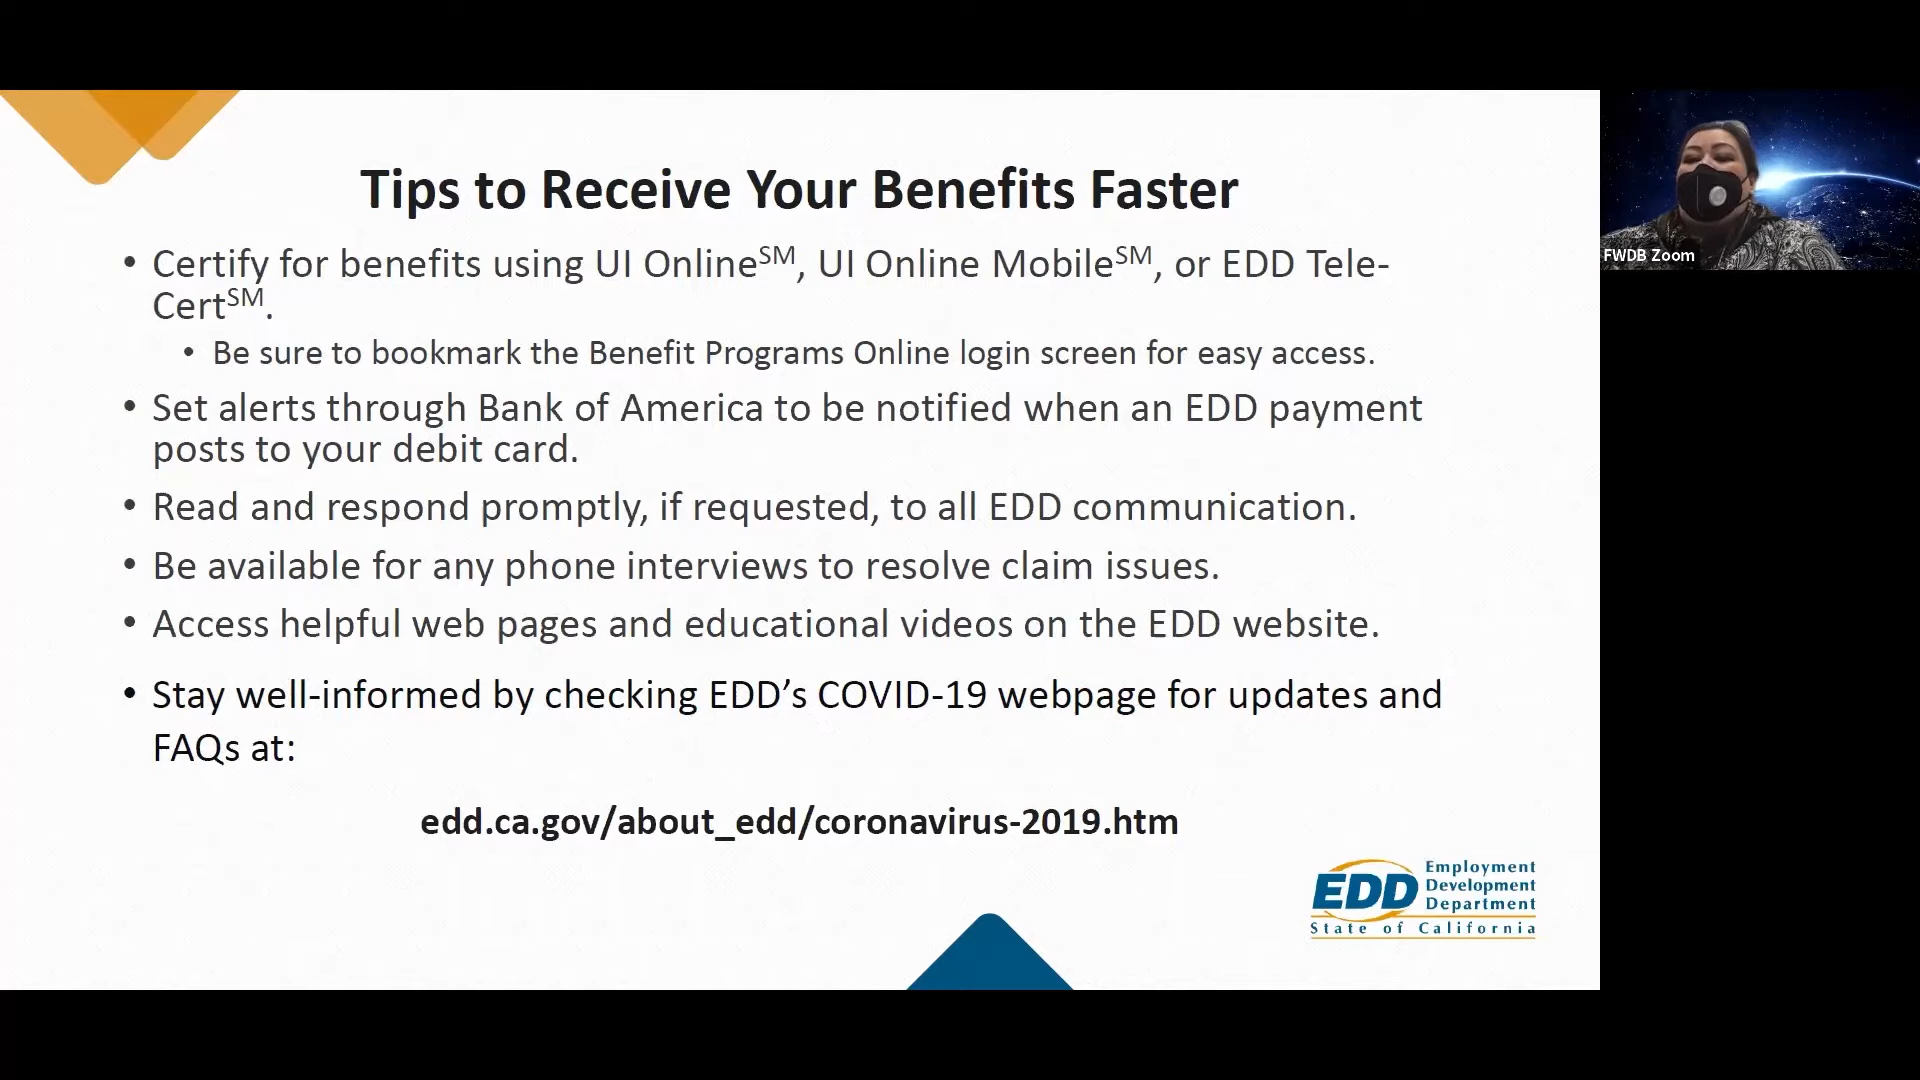 Tips to Receive Your Benefits Faster
• Certify for benefits using UI Online℠, UI Online Mobile℠, or EDD Tele-
Cert℠.
• Be sure to bookmark the Benefit Programs Online login screen for easy access.
• Set alerts through Bank of America to be notified when an EDD payment
posts to your debit card.
• Read and respond promptly, if requested, to all EDD communication.
• Be available for any phone interviews to resolve claim issues.
• Access helpful web pages and educational videos on the EDD website.
• Stay well-informed by checking EDD’s COVID-19 webpage for updates and
FAQs at:
edd.ca.gov/about_edd/coronavirus-2019.htm
EDD
Employment
Development
Department
State of California
FWDB Zoom